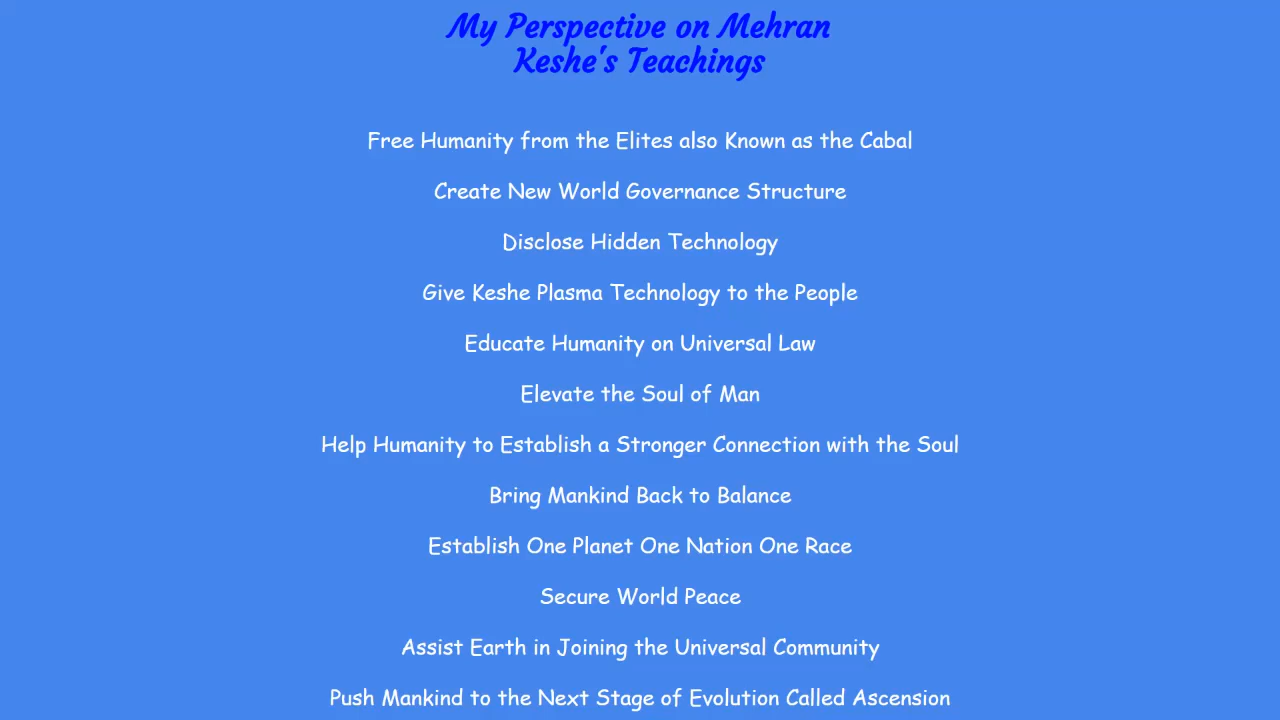 My Perspective on Mehran
Keshe's Teachings
Free Humanity from the Elites also Known as the Cabal
Create New World Governance Structure
Disclose Hidden Technology
Give Keshe Plasma Technology to the People
Educate Humanity on Universal Law
Elevate the Soul of Man
Help Humanity to Establish a Stronger Connection with the Soul
Bring Mankind Back to Balance
Establish One Planet One Nation One Race
Secure World Peace
Assist Earth in Joining the Universal Community
Push Mankind to the Next Stage of Evolution Called Ascension